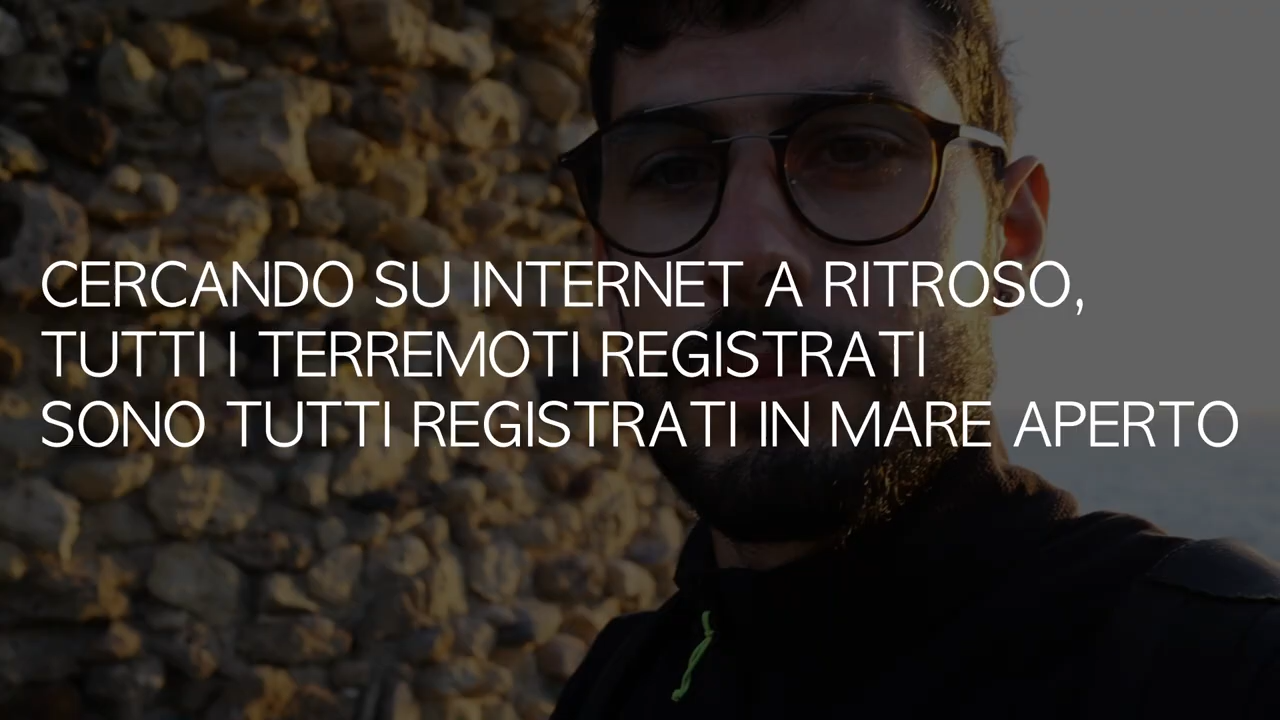 CERCANDO SU INTERNET A RITROSO,
TUTTI I TERREMOTI REGISTRATI
SONO TUTTI REGISTRATI IN MARE APERTO